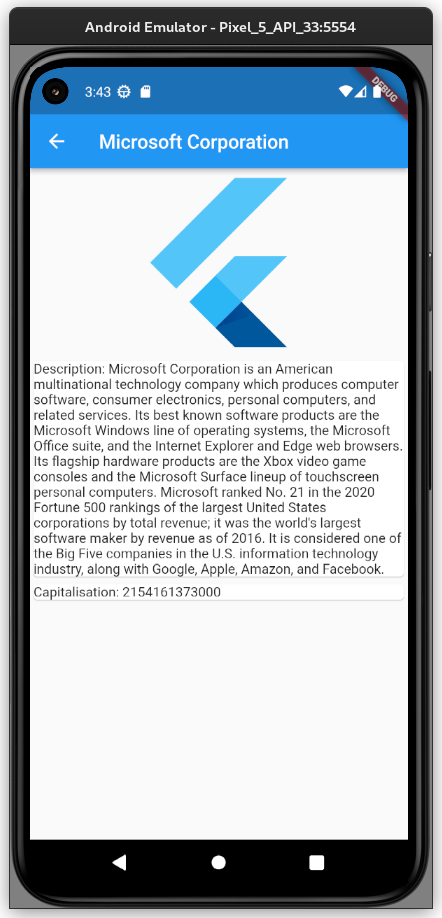 Android Emulator - Pixel_5_API_33:5554
3:43
DEBUG
Microsoft Corporation
Description: Microsoft Corporation is an American
multinational technology company which produces computer
software, consumer electronics, personal computers, and
related services. Its best known software products are the
Microsoft Windows line of operating systems, the Microsoft
Office suite, and the Internet Explorer and Edge web browsers.
Its flagship hardware products are the Xbox video game
consoles and the Microsoft Surface lineup of touchscreen
personal computers. Microsoft ranked No. 21 in the 2020
Fortune 500 rankings of the largest United States
corporations by total revenue; it was the world's largest
software maker by revenue as of 2016. It is considered one of
the Big Five companies in the U.S. information technology
industry, along with Google, Apple, Amazon, and Facebook.
Capitalisation: 2154161373000